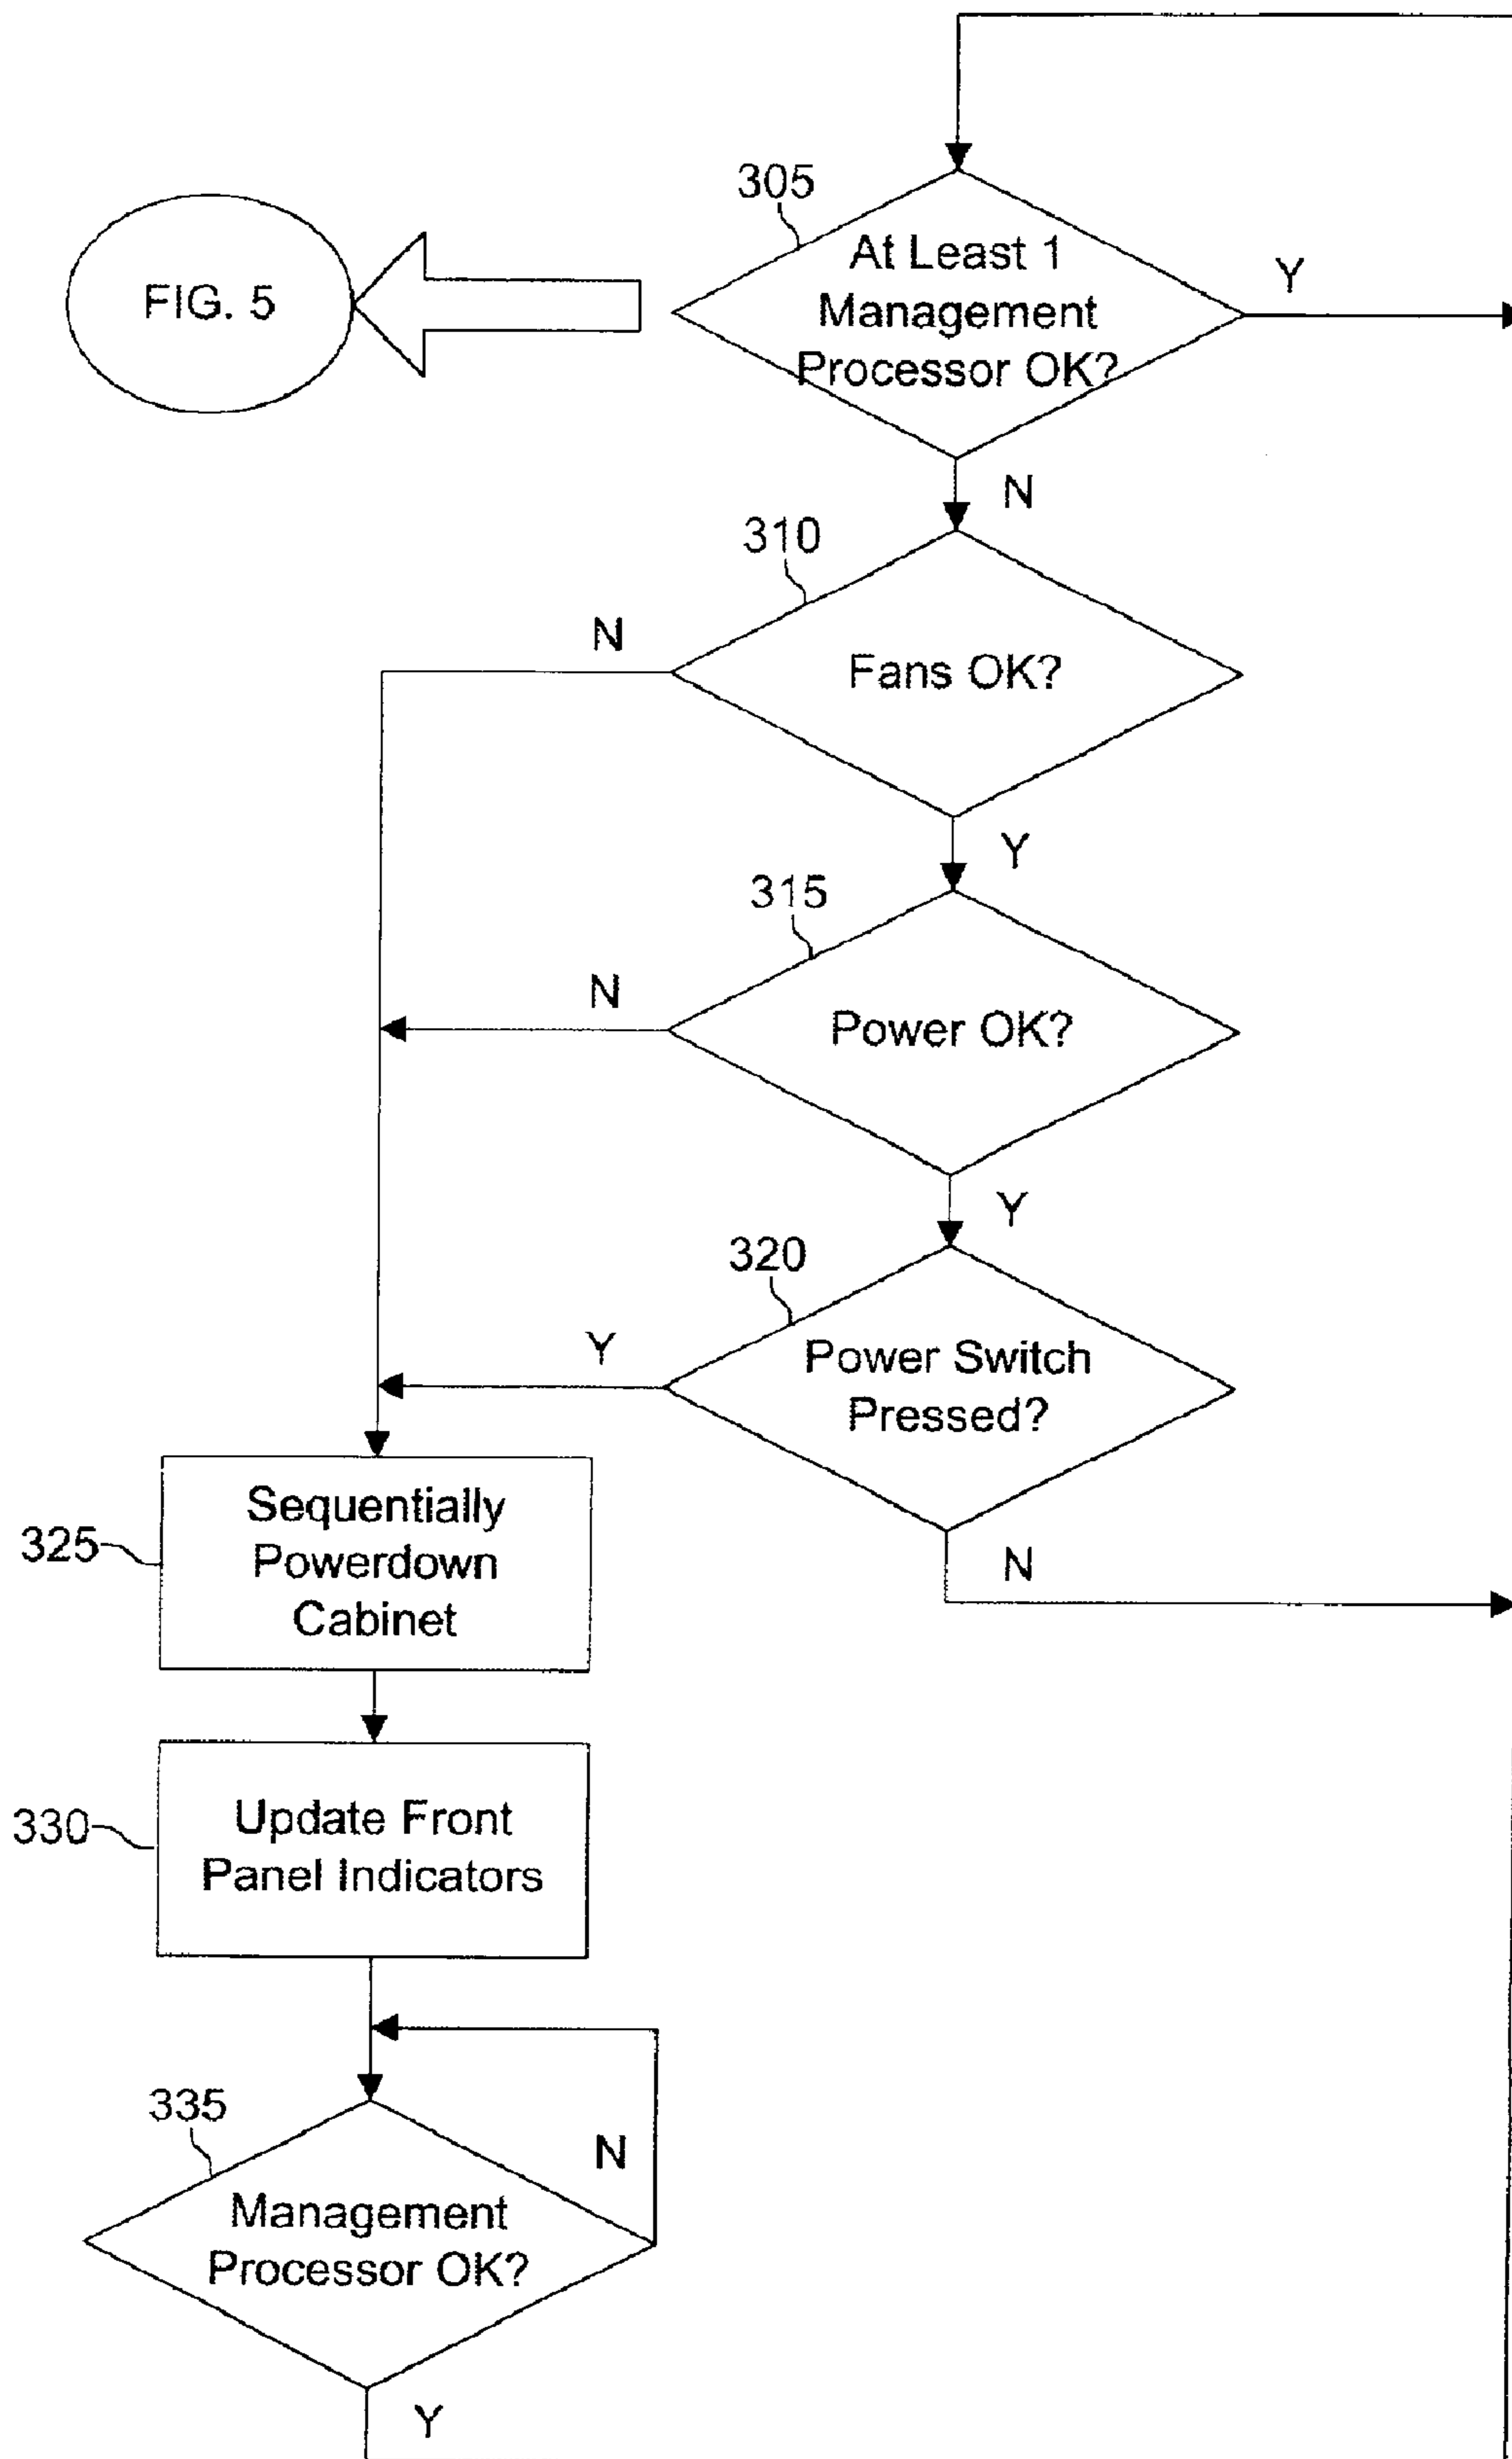 305
At Least 1
Management
Processor OK?
Y
FIG. 5
N
310
Fans OK?
N
Y
315
Power OK?
N
Y
320
Power Switch
Pressed?
Y
N
325
Sequentially
Powerdown
Cabinet
330
Update Front
Panel Indicators
335
Management
Processor OK?
N
Y